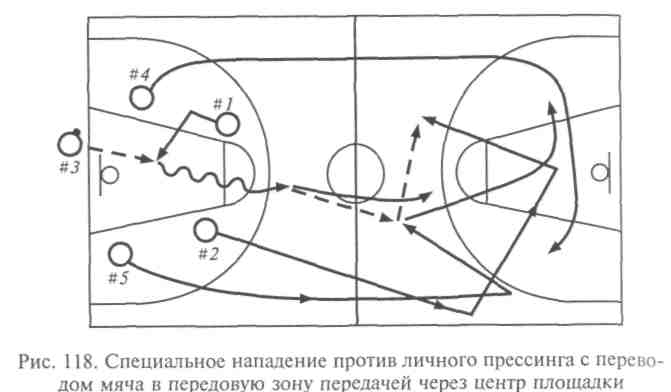 #4
#1
#3
#2
#5
Рис. 118. Специальное нападение против личного прессинга с перево-
дом мяча в передовую зону передачей через центр площадки